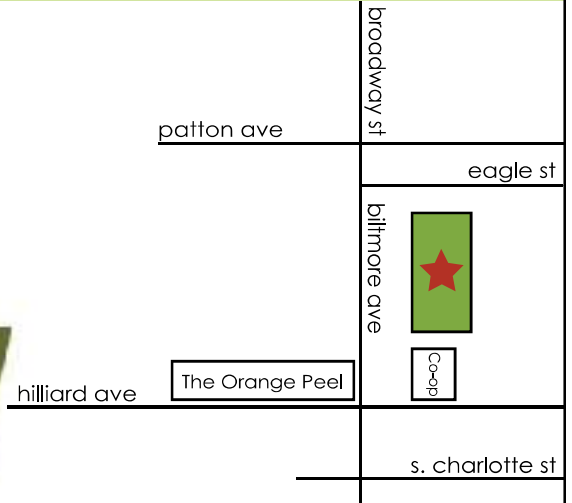 broadway st
patton ave
eagle st
biltmore ave
The Orange Peel
Co-op
hilliard ave
s. charlotte st